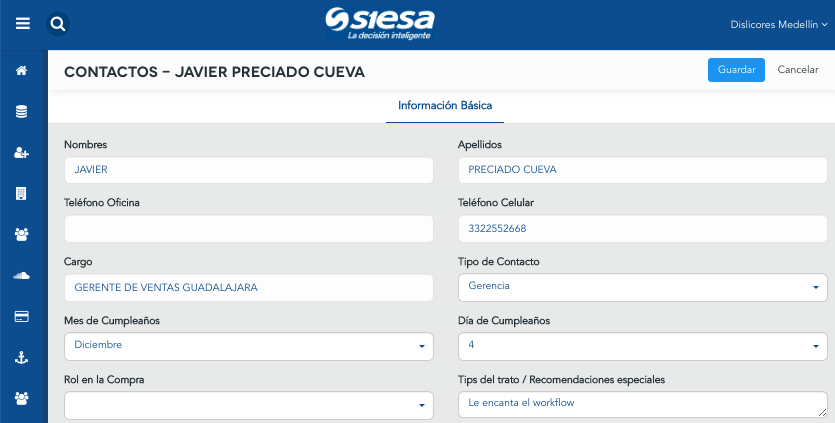 siesa
La decisión inteligente
Dislicores Medellín
CONTACTOS – JAVIER PRECIADO CUEVA
Guardar
Cancelar
Información Básica
Nombres
Apellidos
JAVIER
PRECIADO CUEVA
Teléfono Oficina
Teléfono Celular
3322552668
Cargo
Tipo de Contacto
GERENTE DE VENTAS GUADALAJARA
Gerencia
Mes de Cumpleaños
Día de Cumpleaños
Diciembre
4
Rol en la Compra
Tips del trato / Recomendaciones especiales
Le encanta el workflow